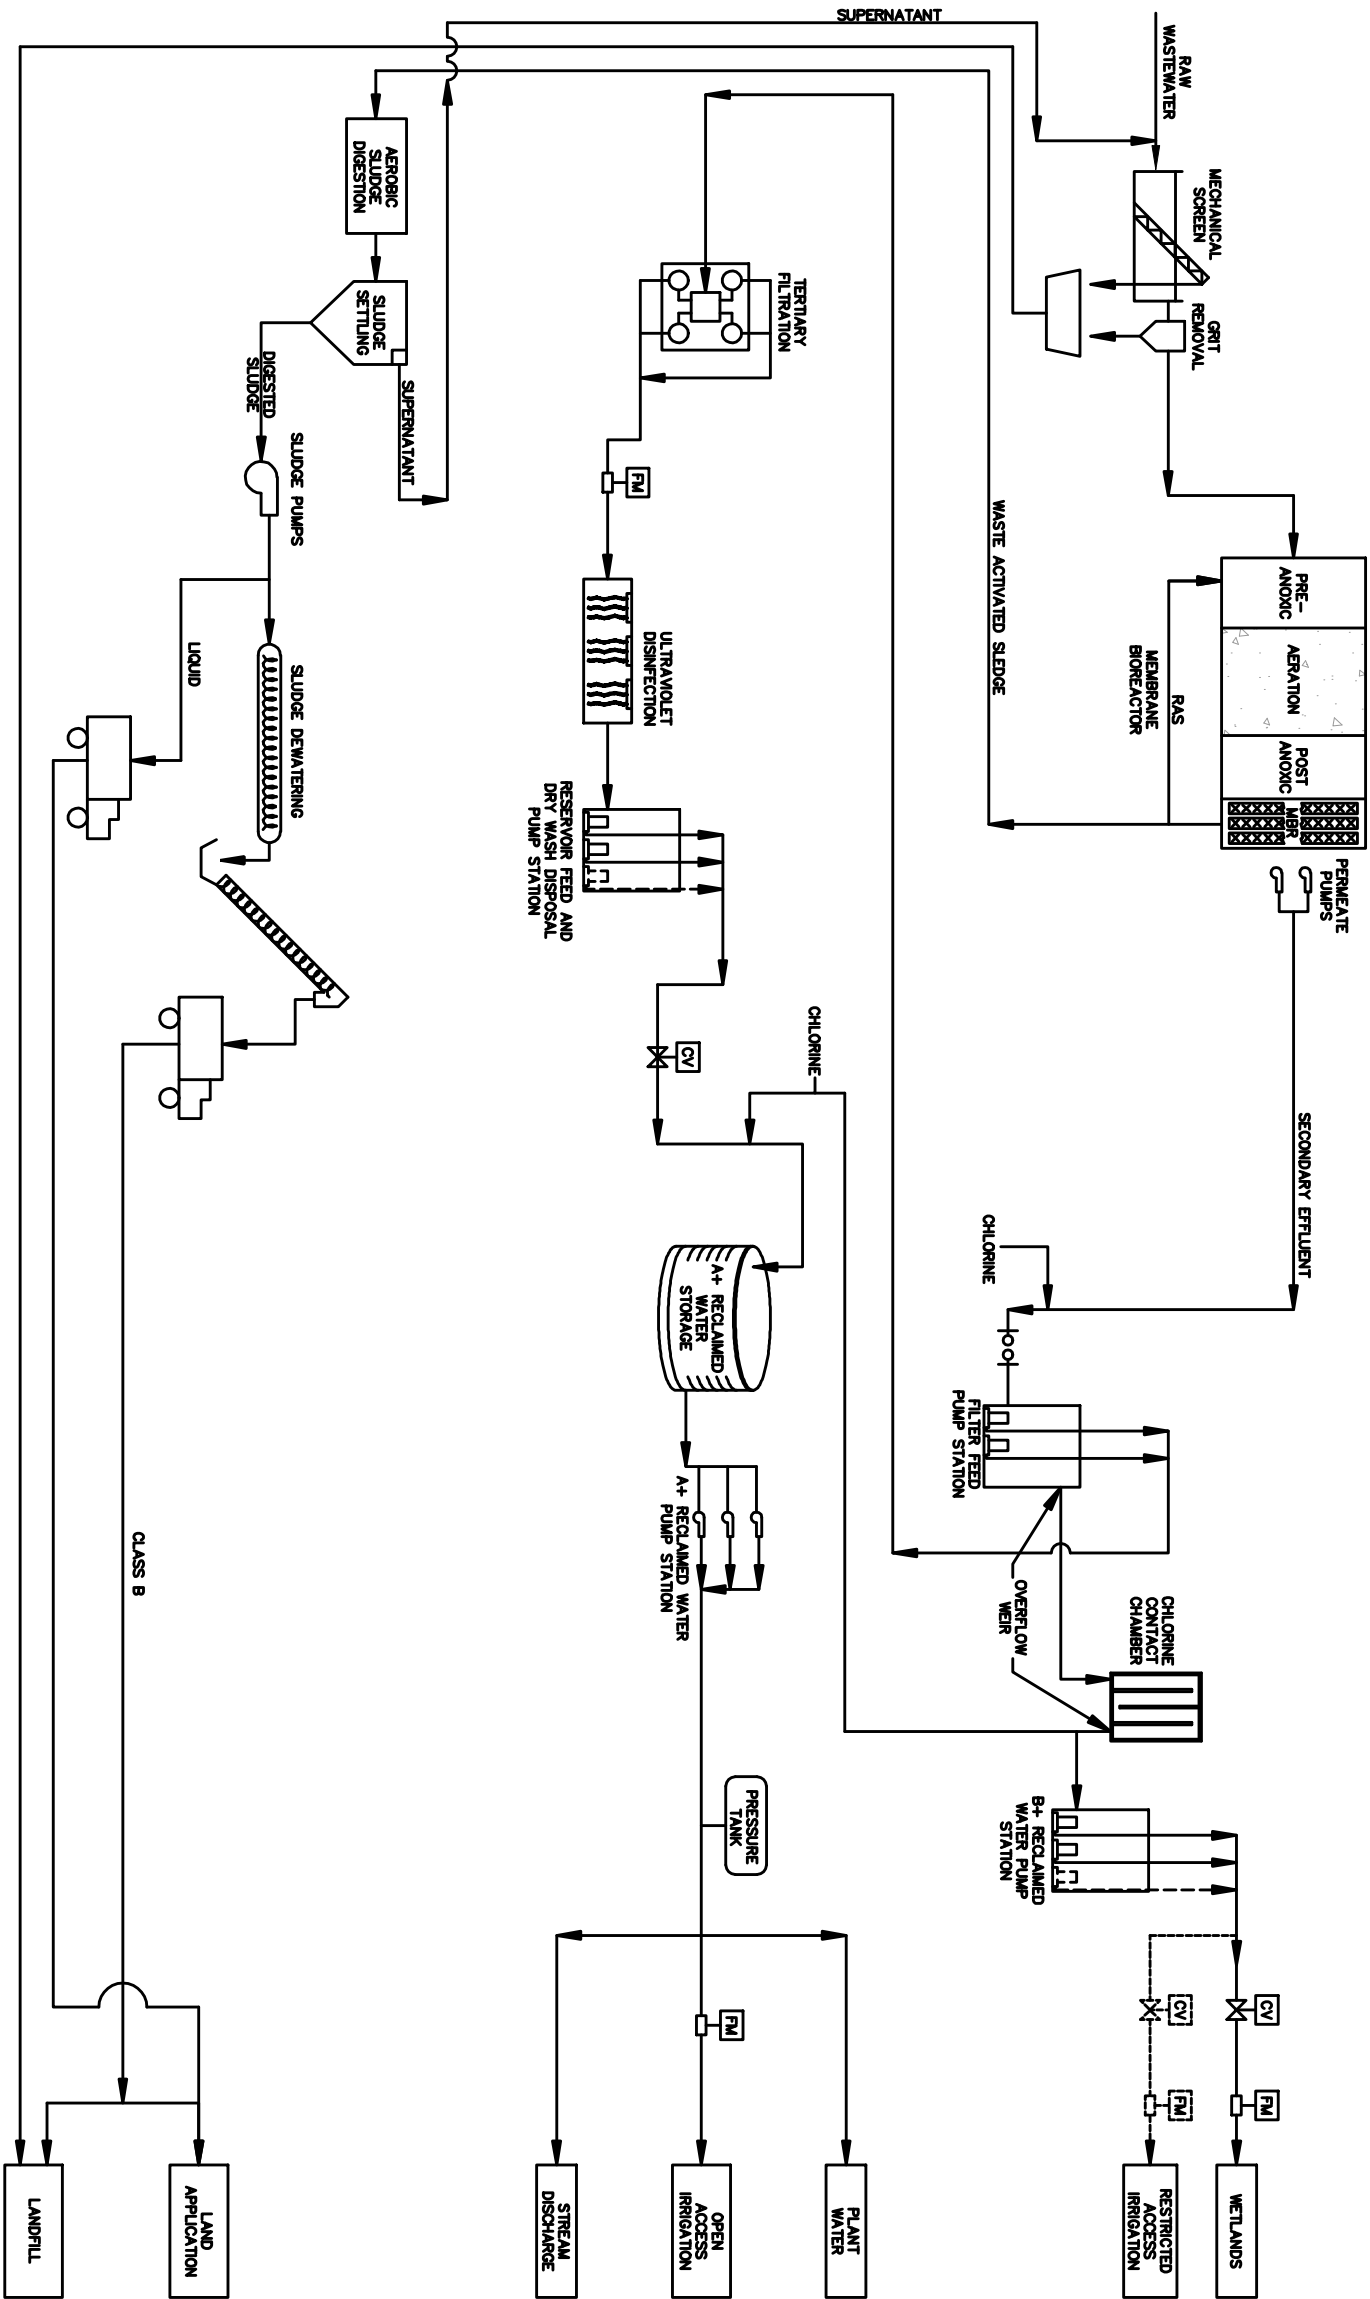 RAW
WASTEWATER
MECHANICAL
SCREEN
GRIT
REMOVAL
PRE-
ANOXIC
AERATION
POST
ANOXIC
MBR
RAS
MEMBRANE
BIOREACTOR
PERMEATE
PUMPS
SECONDARY EFFLUENT
CHLORINE
FILTER FEED
PUMP STATION
OVERFLOW
WEIR
CHLORINE
CONTACT
CHAMBER
B+ RECLAIMED
WATER PUMP
STATION
CV
FM
CV
FM
WETLANDS
RESTRICTED
ACCESS
IRRIGATION
SUPERNATANT
WASTE ACTIVATED SLEDGE
TERTIARY
FILTRATION
FM
ULTRAVIOLET
DISINFECTION
RESERVOIR FEED AND
DRY WASH DISPOSAL
PUMP STATION
CV
CHLORINE
A+ RECLAIMED
WATER
STORAGE
A+ RECLAIMED WATER
PUMP STATION
PRESSURE
TANK
FM
PLANT
WATER
OPEN
ACCESS
IRRIGATION
STREAM
DISCHARGE
AEROBIC
SLUDGE
DIGESTION
SLUDGE
SETTLING
SUPERNATANT
DIGESTED
SLUDGE
SLUDGE PUMPS
SLUDGE DEWATERING
LIQUID
CLASS B
LAND
APPLICATION
LANDFILL